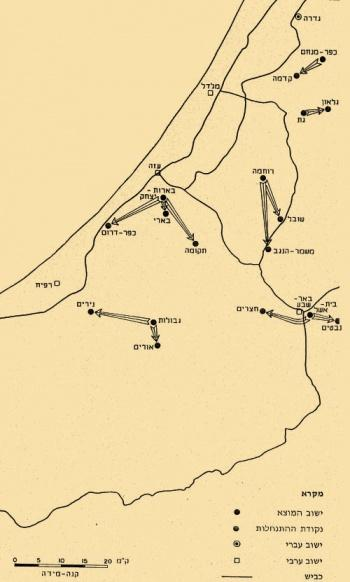 גדרה
כפר-מנחם
קדמה
מג'דל
גלאון
גת
עזה
רוחמה
בארות-
יצחק
בארי
שובל
כפר-דרום
תקומה
משמר-הנגב
רפיח
נירים
חצרים
באר-
שבע
בית-
אשל
נבטים
גבולות
אורים
מקרא
ישוב המוצא
נקודת ההתנחלות
ישוב עברי
ישוב ערבי
כביש
0 5 10 15 20 ק"מ
קנה-מידה